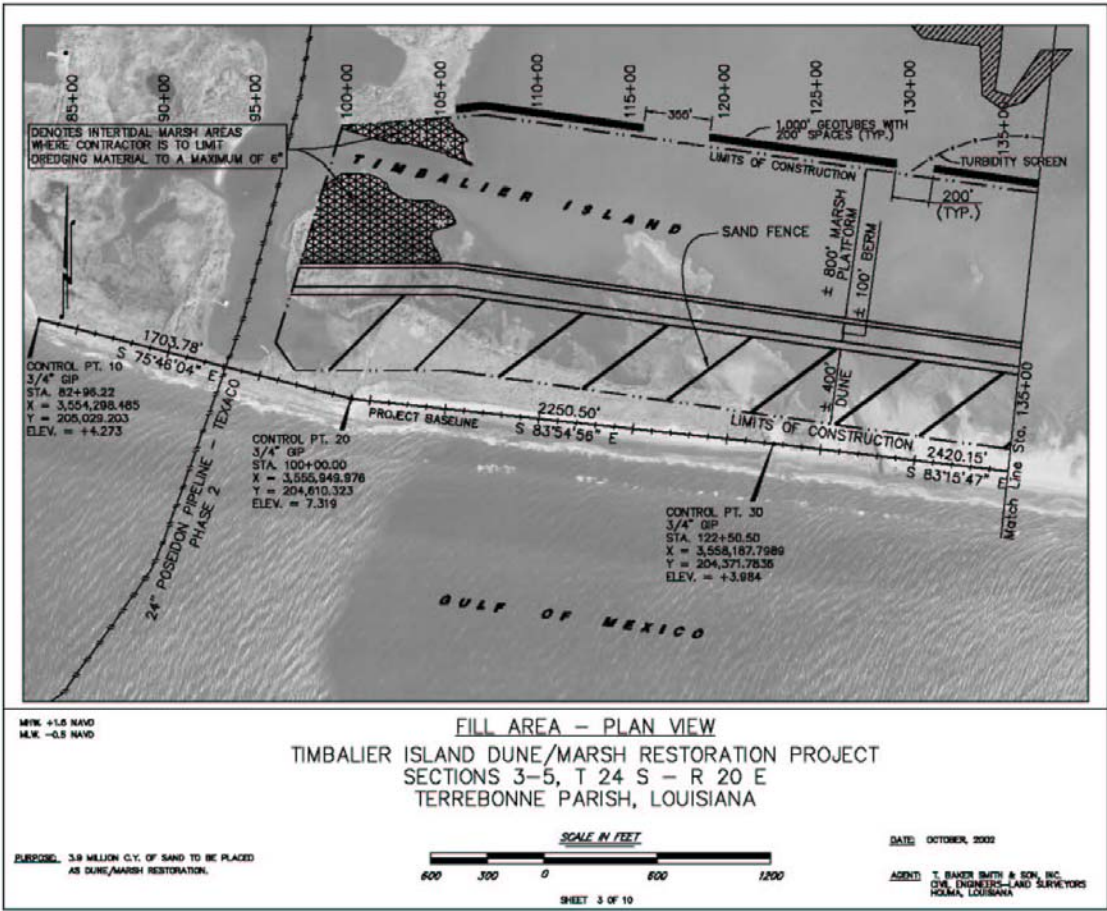 85+00
90+00
95+00
100+00
105+00
110+00
115+00
120+00
125+00
130+00
135+00
DENOTES INTERTIDAL MARSH AREAS
WHERE CONTRACTOR IS TO LIMIT
DREDGING MATERIAL TO A MAXIMUM OF 6"
366'
1,000' GEOTUBES WITH
200' SPACES (TYP.)
LIMITS OF CONSTRUCTION
TURBIDITY SCREEN
200'
(TYP.)
TIMBALIER ISLAND
SAND FENCE
± 800' MARSH
PLATFORM
± 100' BERM
± 400'
DUNE
1703.78'
S 75°46'04" E
CONTROL PT. 10
3/4" GIP
STA. 82+96.22
X = 3,554,298.485
Y = 205,029.203
ELEV. = +4.273
24" POSEIDON PIPELINE - TEXACO
PHASE 2
CONTROL PT. 20
3/4" GIP
STA. 100+00.00
X = 3,555,949.976
Y = 204,610.323
ELEV. = 7.319
PROJECT BASELINE
2250.50'
S 83°54'56" E
LIMITS OF CONSTRUCTION
2420.15'
S 83°15'47" E
Match Line Sta. 135+00
CONTROL PT. 30
3/4" GIP
STA. 122+50.50
X = 3,558,187.7989
Y = 204,371.7836
ELEV. = +3.984
GULF OF MEXICO
MHW. +1.6 NAVD
MLW. -0.5 NAVD
FILL AREA - PLAN VIEW
TIMBALIER ISLAND DUNE/MARSH RESTORATION PROJECT
SECTIONS 3-5, T 24 S - R 20 E
TERREBONNE PARISH, LOUISIANA
PURPOSE: 3.9 MILLION C.Y. OF SAND TO BE PLACED
AS DUNE/MARSH RESTORATION.
SCALE IN FEET
600 300 0 600 1200
SHEET 3 OF 10
DATE: OCTOBER, 2002
AGENT: T. BAKER SMITH & SON, INC.
CIVIL ENGINEERS-LAND SURVEYORS
HOUMA, LOUISIANA